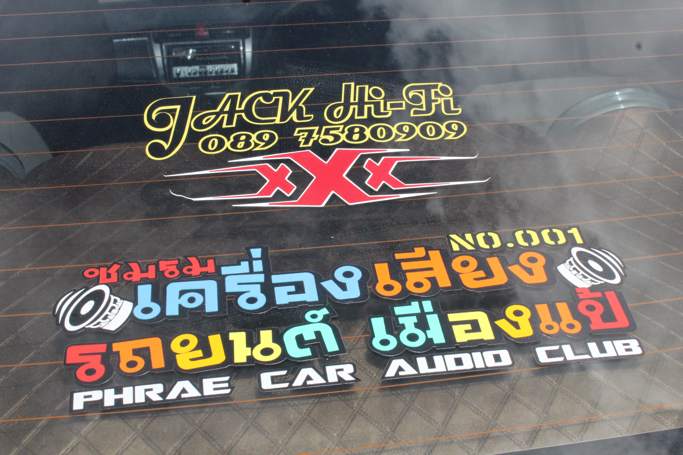 JACK Hi-Fi
089 7580909
XXX
NO.001
ชมรม
เครื่องเสียง
รถยนต์ เมืองแป้
PHRAE CAR AUDIO CLUB